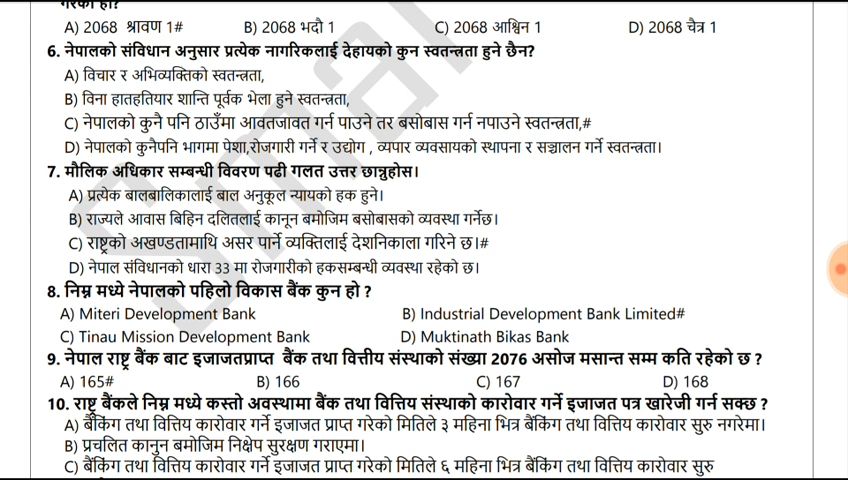 गरेको हो?
A) 2068 श्रावण 1# B) 2068 भदौ 1 C) 2068 आश्विन 1 D) 2068 चैत्र 1
6. नेपालको संविधान अनुसार प्रत्येक नागरिकलाई देहायको कुन स्वतन्त्रता हुने छैन?
A) विचार र अभिव्यक्तिको स्वतन्त्रता,
B) विना हातहतियार शान्ति पूर्वक भेला हुने स्वतन्त्रता,
C) नेपालको कुनै पनि ठाउँमा आवतजावत गर्न पाउने तर बसोबास गर्न नपाउने स्वतन्त्रता,#
D) नेपालको कुनैपनि भागमा पेशा,रोजगारी गर्ने र उद्योग , व्यपार व्यवसायको स्थापना र सञ्चालन गर्ने स्वतन्त्रता।
7. मौलिक अधिकार सम्बन्धी विवरण पढी गलत उत्तर छान्नुहोस।
A) प्रत्येक बालबालिकालाई बाल अनुकूल न्यायको हक हुने।
B) राज्यले आवास बिहिन दलितलाई कानून बमोजिम बसोबासको व्यवस्था गर्नेछ।
C) राष्ट्रको अखण्डतामाथि असर पार्ने व्यक्तिलाई देशनिकाला गरिने छ।#
D) नेपाल संविधानको धारा 33 मा रोजगारीको हकसम्बन्धी व्यवस्था रहेको छ।
8. निम्न मध्ये नेपालको पहिलो विकास बैंक कुन हो ?
A) Miteri Development Bank B) Industrial Development Bank Limited#
C) Tinau Mission Development Bank D) Muktinath Bikas Bank
9. नेपाल राष्ट्र बैंक बाट इजाजतप्राप्त बैंक तथा वित्तीय संस्थाको संख्या 2076 असोज मसान्त सम्म कति रहेको छ ?
A) 165# B) 166 C) 167 D) 168
10. राष्ट्र बैंकले निम्न मध्ये कस्तो अवस्थामा बैंक तथा वित्तिय संस्थाको कारोवार गर्ने इजाजत पत्र खारेजी गर्न सक्छ ?
A) बैंकिंग तथा वित्तिय कारोवार गर्ने इजाजत प्राप्त गरेको मितिले ३ महिना भित्र बैंकिंग तथा वित्तिय कारोवार सुरु नगरेमा।
B) प्रचलित कानुन बमोजिम निक्षेप सुरक्षण गराएमा।
C) बैंकिंग तथा वित्तिय कारोवार गर्ने इजाजत प्राप्त गरेको मितिले ६ महिना भित्र बैंकिंग तथा वित्तिय कारोवार सुरु